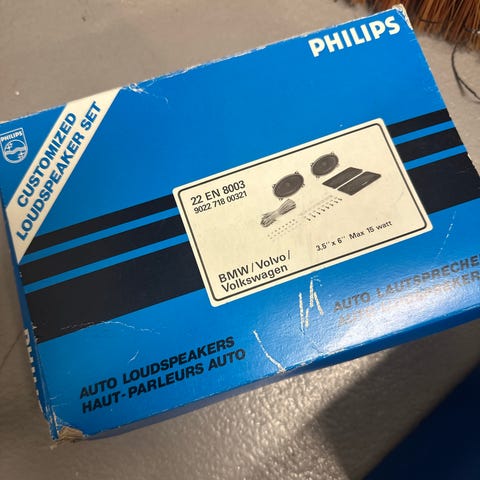 PHILIPS
PHILIPS
CUSTOMIZED
LOUDSPEAKER SET
22 EN 8003
9022 718 00321
BMW/Volvo/
Volkswagen
3.5" x 6" Max 15 watt
AUTO LOUDSPEAKERS
HAUT-PARLEURS AUTO
AUTO LAUTSPRECHE